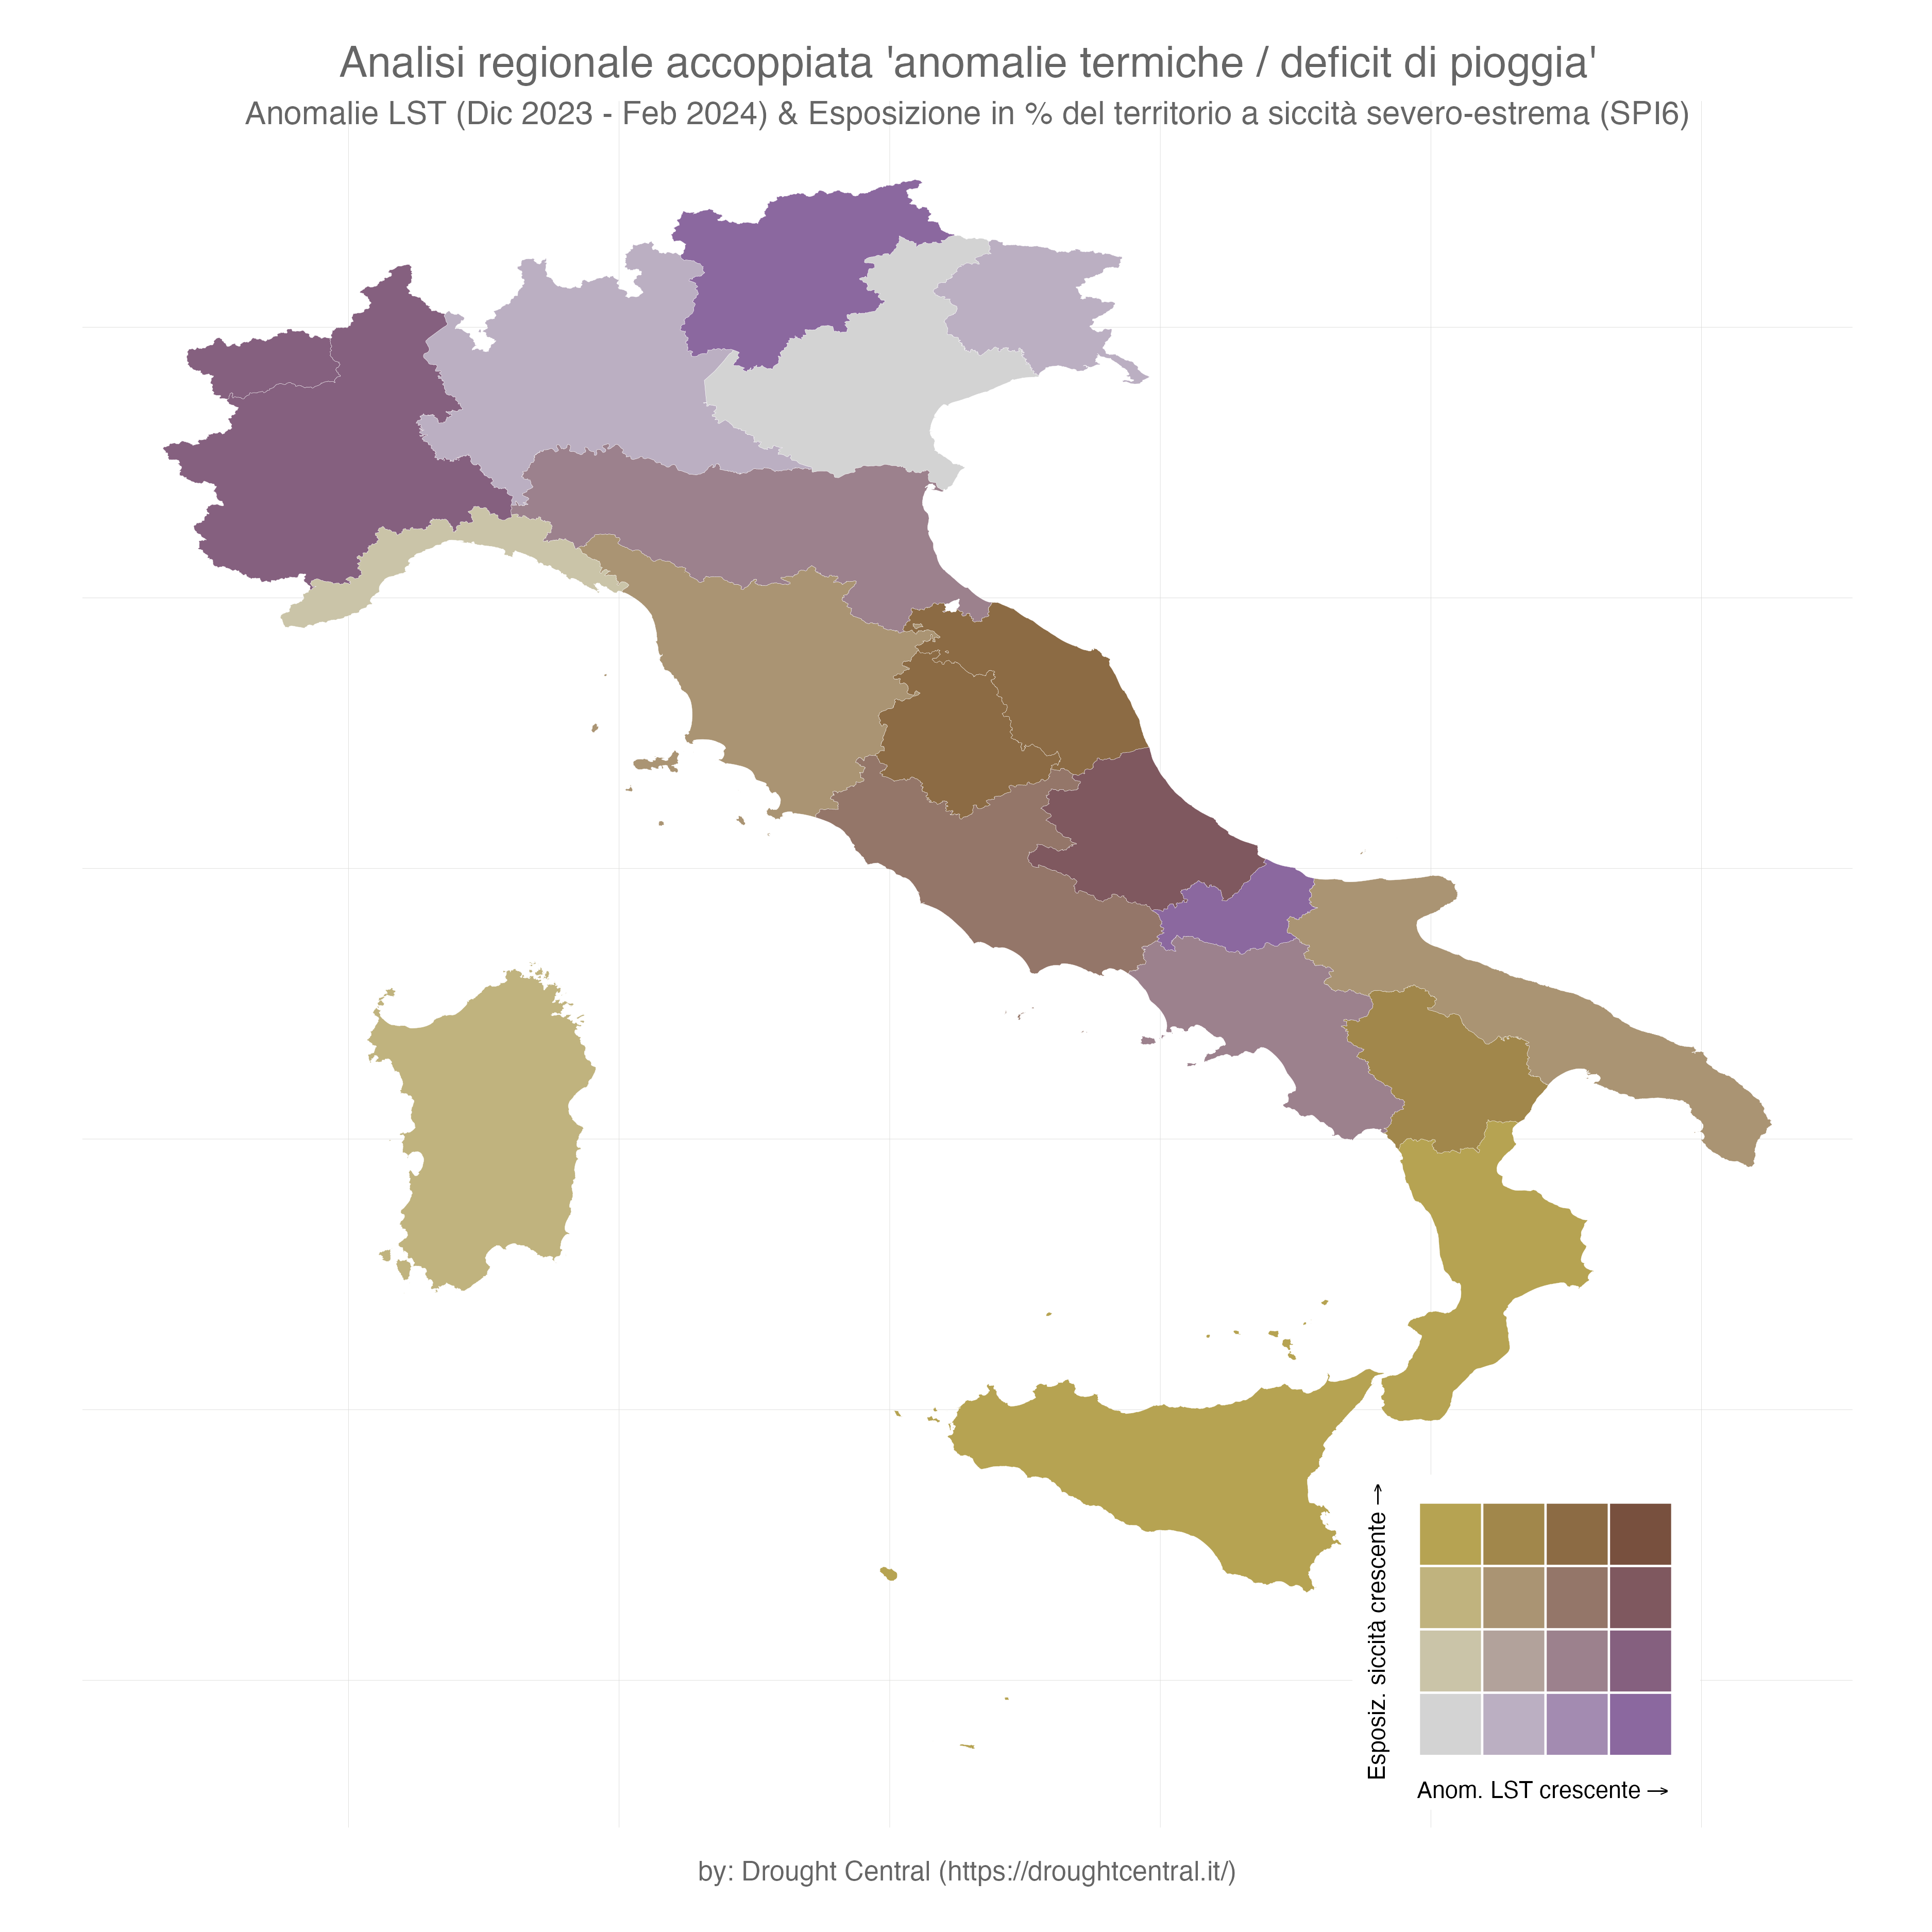 Analisi regionale accoppiata 'anomalie termiche / deficit di pioggia'
Anomalie LST (Dic 2023 - Feb 2024) & Esposizione in % del territorio a siccità severo-estrema (SPI6)
Esposiz. siccità crescente →
Anom. LST crescente →
by: Drought Central (https://droughtcentral.it/)